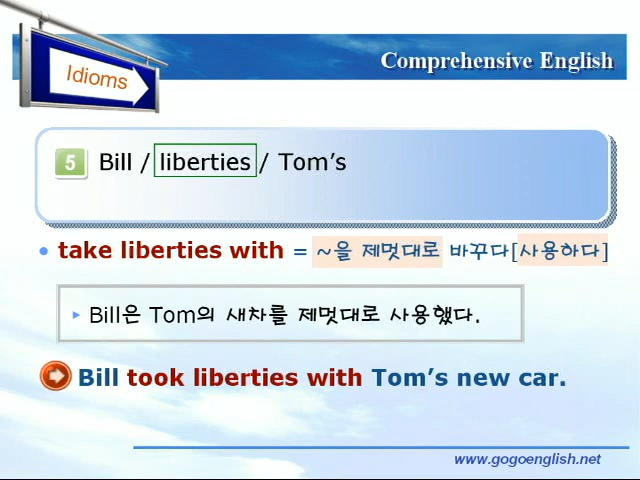 Comprehensive English
Idioms
5 Bill / liberties / Tom’s
• take liberties with = ~을 제멋대로 바꾸다[사용하다]
▸ Bill은 Tom의 새차를 제멋대로 사용했다.
Bill took liberties with Tom’s new car.
www.gogoenglish.net